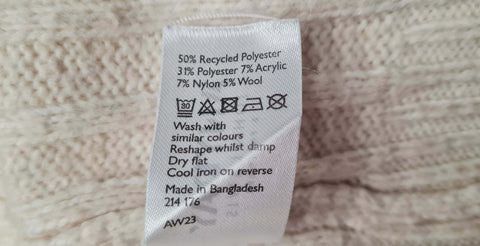 50% Recycled Polyester
31% Polyester 7% Acrylic
7% Nylon 5% Wool
30
Wash with
similar colours
Reshape whilst damp
Dry flat
Cool iron on reverse
Made in Bangladesh
214 176
AW23